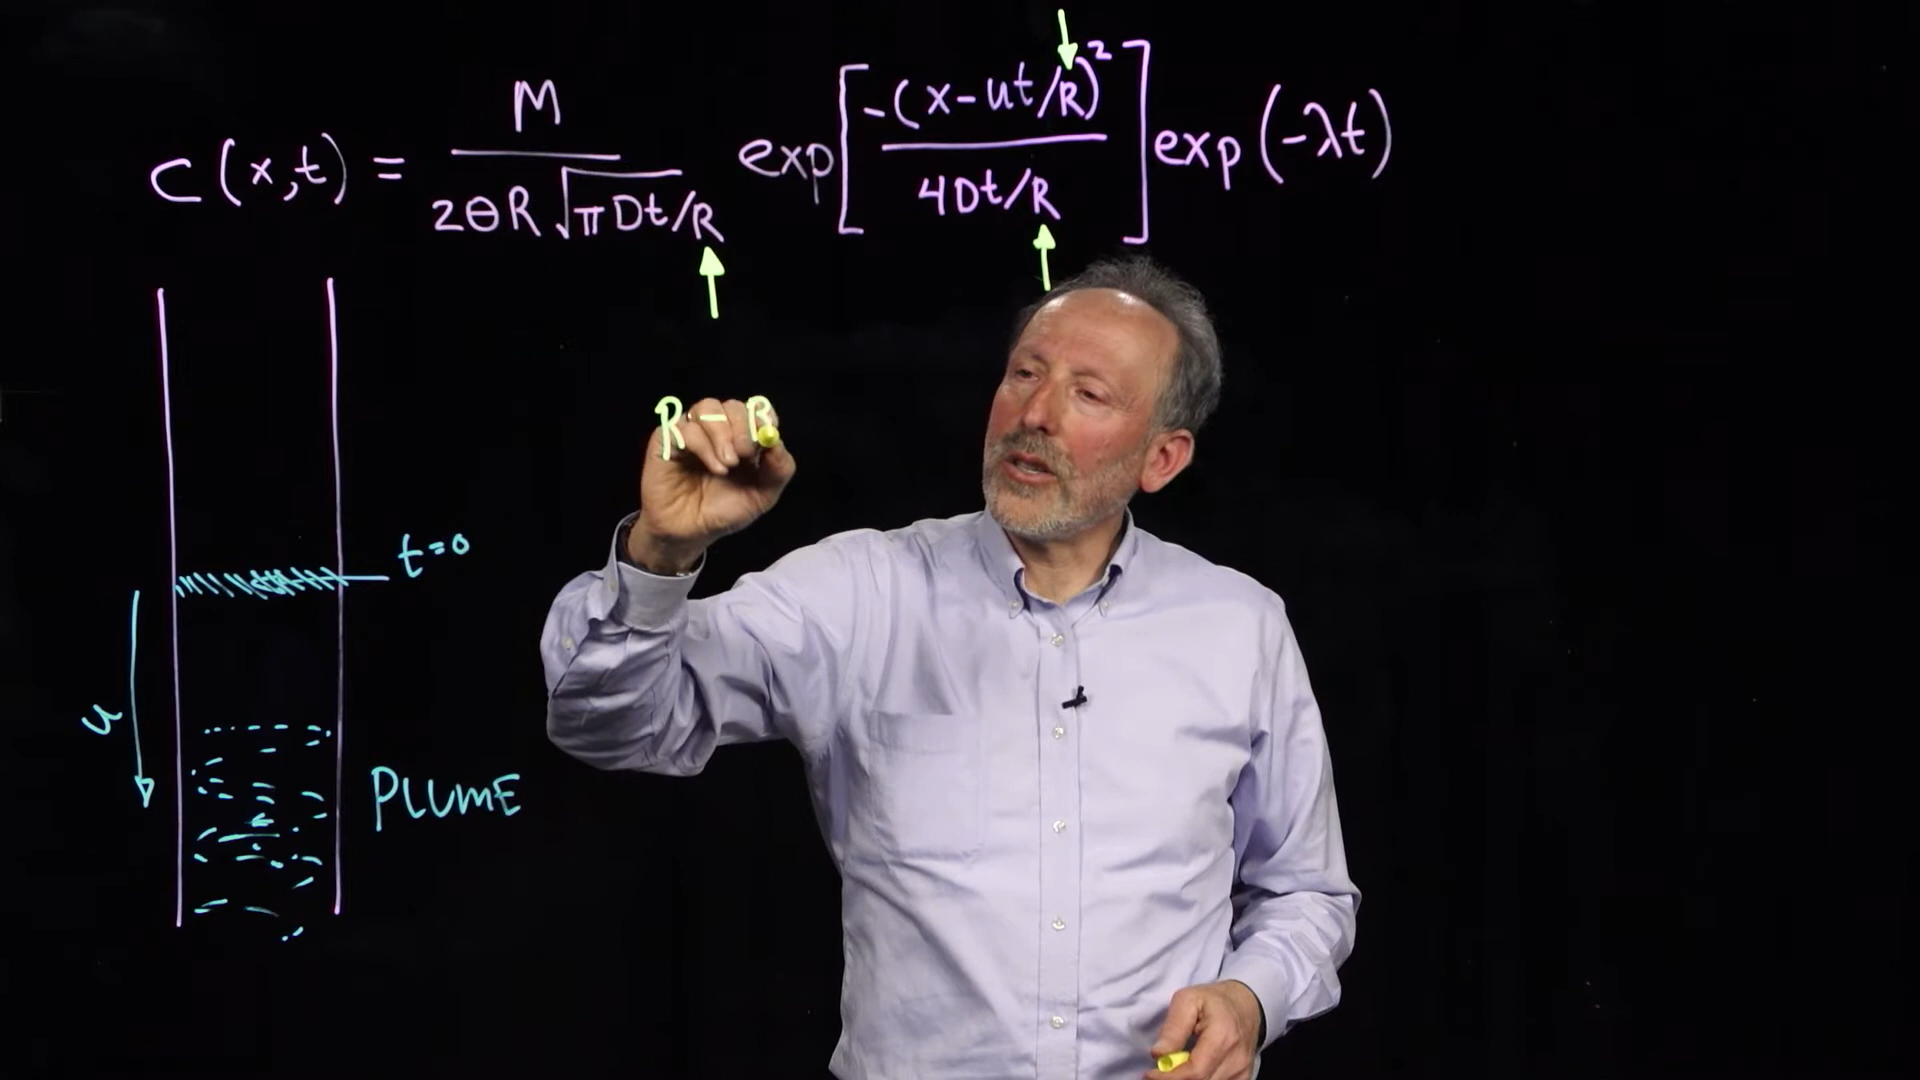 C(x,t) = M / 2θR√πDt/R exp[-(x-ut/R)² / 4Dt/R] exp(-λt)
R - R
t=0
u
PLUME